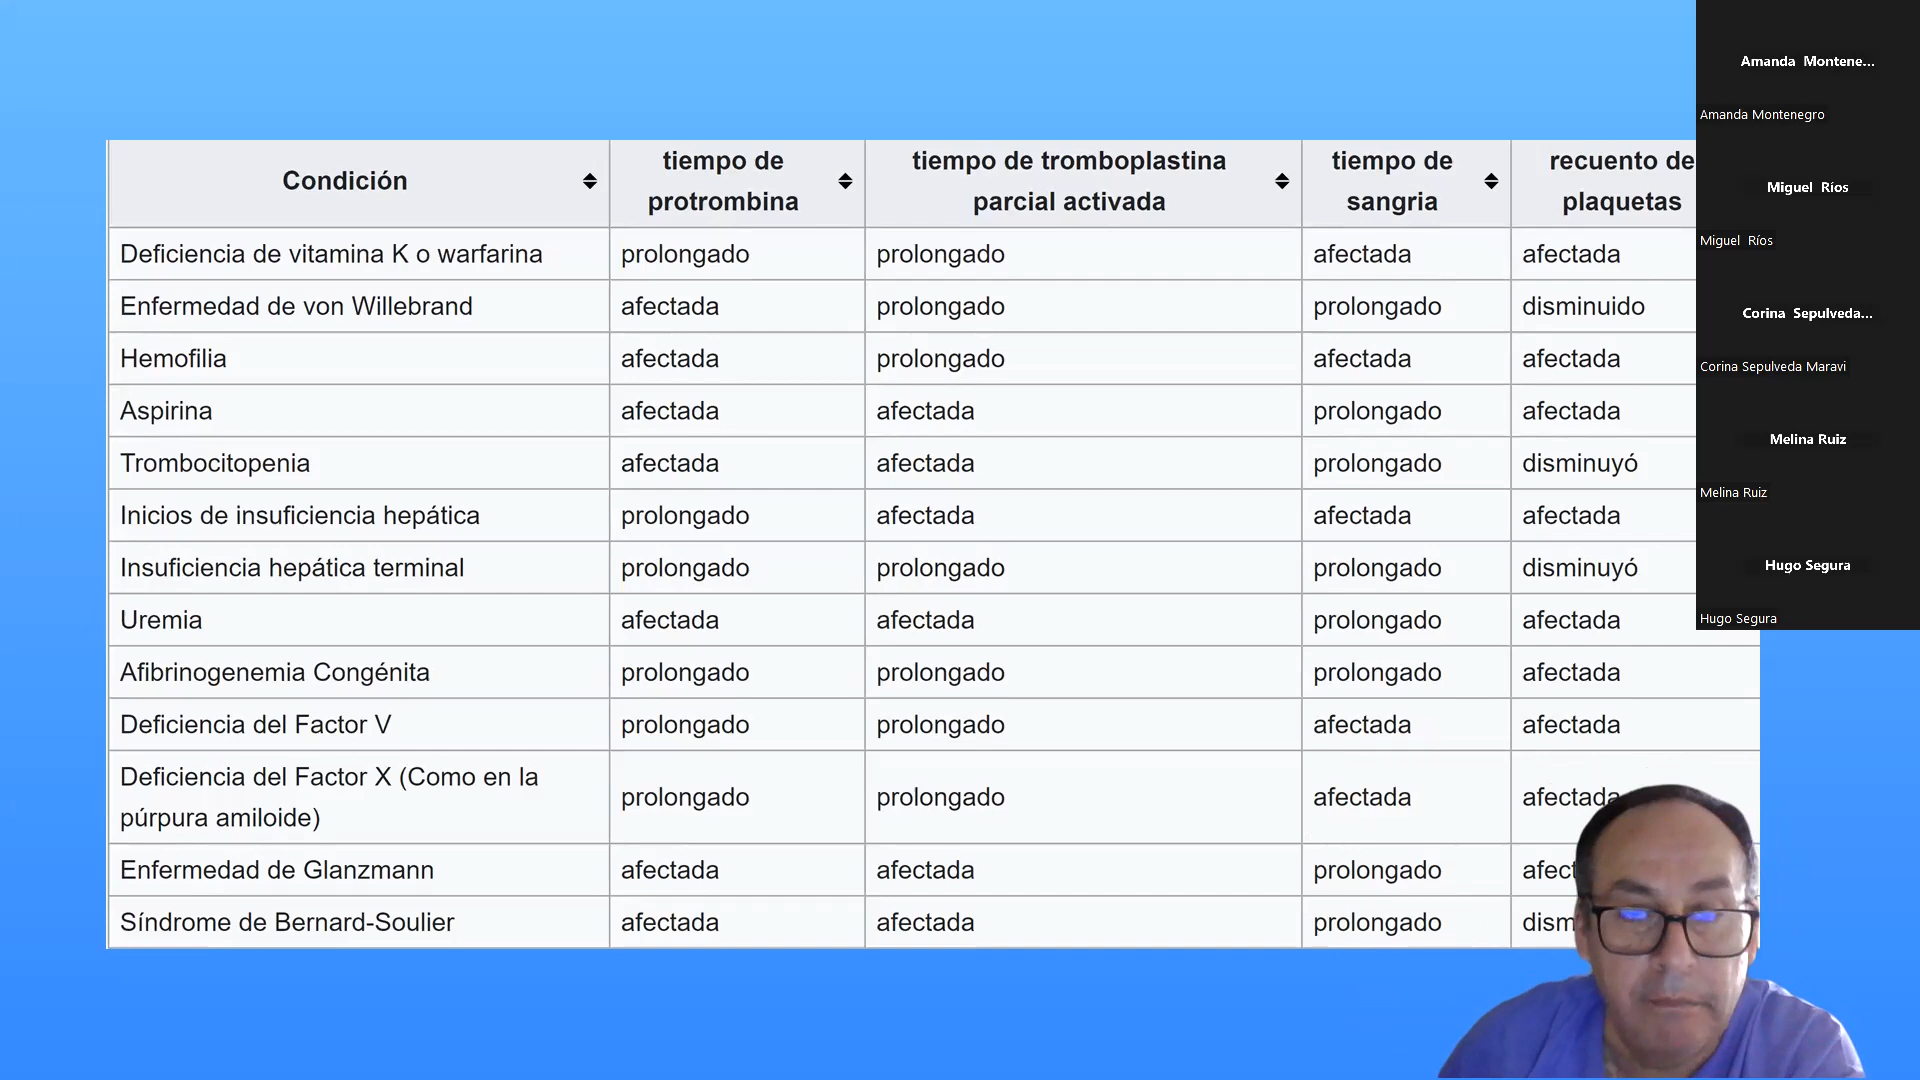 Condición
tiempo de
protrombina
tiempo de tromboplastina
parcial activada
tiempo de
sangria
recuento de
plaquetas
Deficiencia de vitamina K o warfarina prolongado prolongado afectada afectada
Enfermedad de von Willebrand afectada prolongado prolongado disminuido
Hemofilia afectada prolongado afectada afectada
Aspirina afectada afectada prolongado afectada
Trombocitopenia afectada afectada prolongado disminuyó
Inicios de insuficiencia hepática prolongado afectada afectada afectada
Insuficiencia hepática terminal prolongado prolongado prolongado disminuyó
Uremia afectada afectada prolongado afectada
Afibrinogenemia Congénita prolongado prolongado prolongado afectada
Deficiencia del Factor V prolongado prolongado afectada afectada
Deficiencia del Factor X (Como en la
púrpura amiloide)
prolongado prolongado afectada afectada
Enfermedad de Glanzmann afectada afectada prolongado afect
Síndrome de Bernard-Soulier afectada afectada prolongado dism
Amanda Montene...
Amanda Montenegro
Miguel Ríos
Miguel Ríos
Corina Sepulveda...
Corina Sepulveda Maravi
Melina Ruiz
Melina Ruiz
Hugo Segura
Hugo Segura